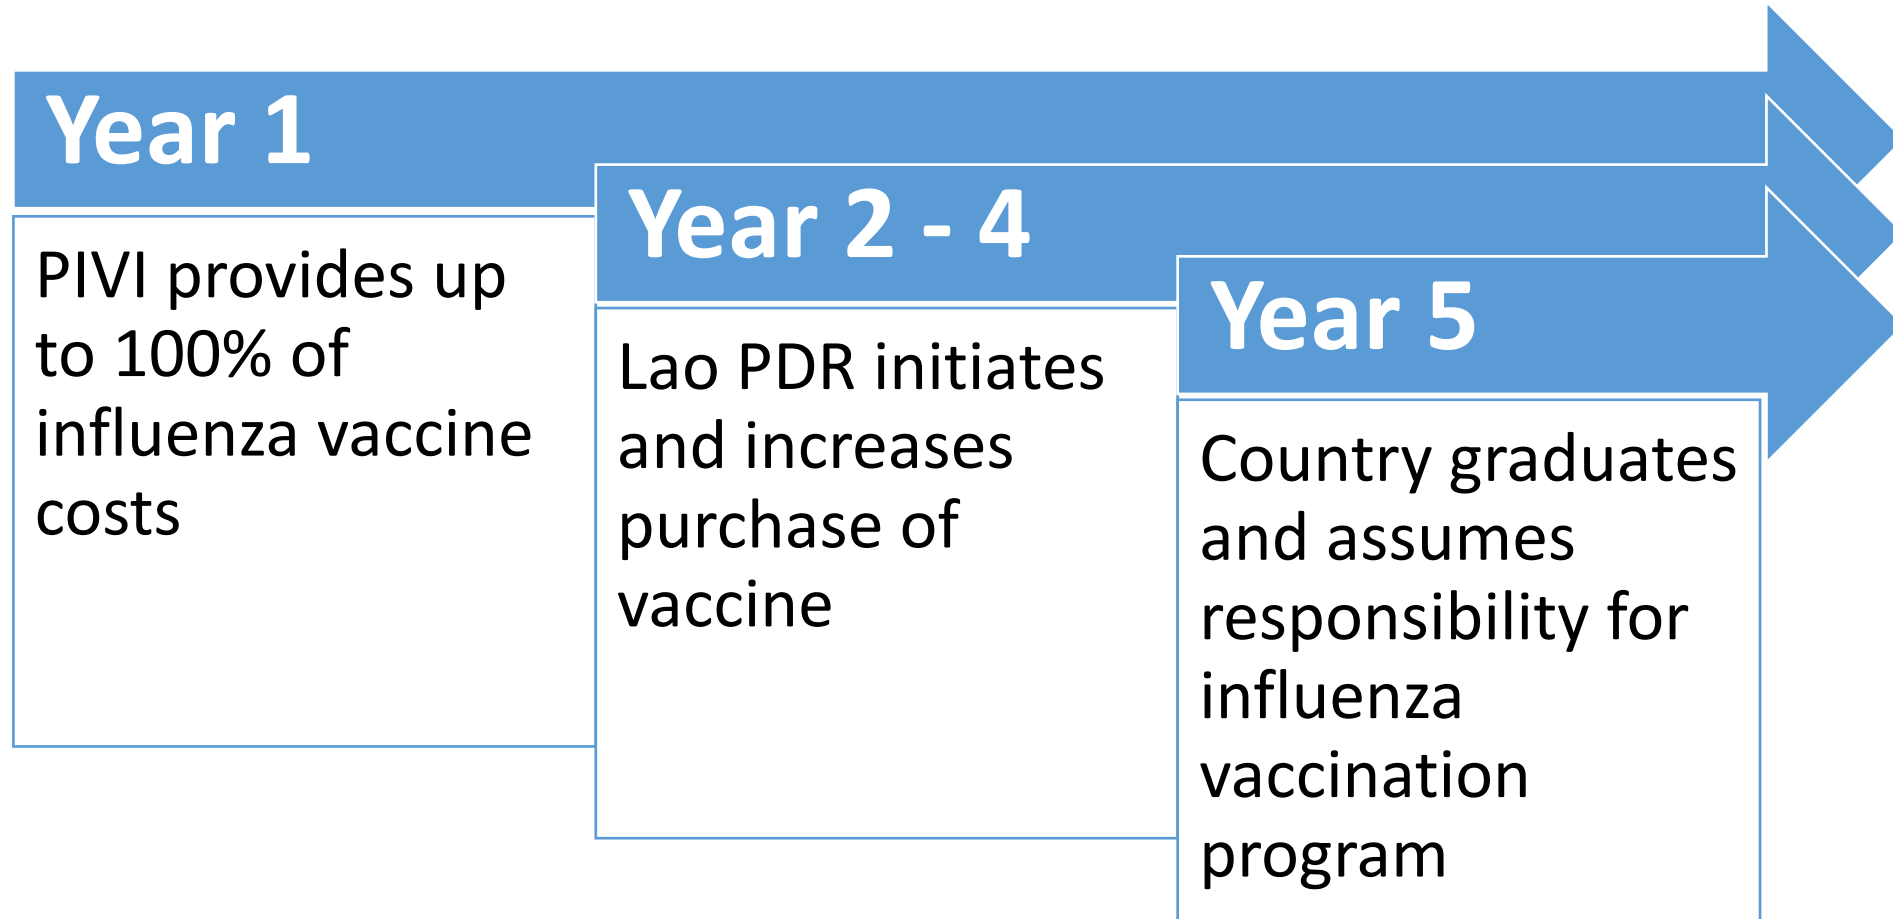 Year 1
PIVI provides up
to 100% of
influenza vaccine
costs
Year 2 - 4
Lao PDR initiates
and increases
purchase of
vaccine
Year 5
Country graduates
and assumes
responsibility for
influenza
vaccination
program